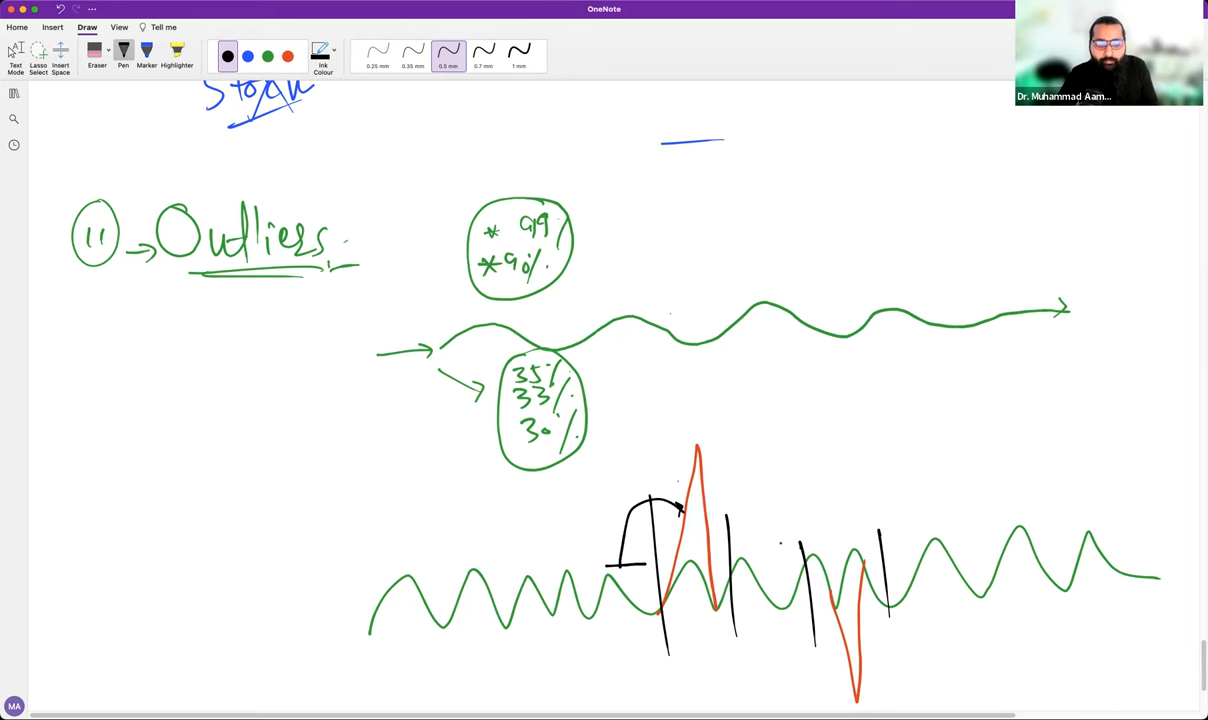 OneNote
Home Insert Draw View Tell me
Text Mode
Lasso Select
Insert Space
Eraser
Pen
Marker
Highlighter
Ink Colour
0.25 mm
0.35 mm
0.5 mm
0.7 mm
1 mm
Dr. Muhammad Aam...
11 → Outliers
* 99%
* 90%
35%
33%
30%
MA